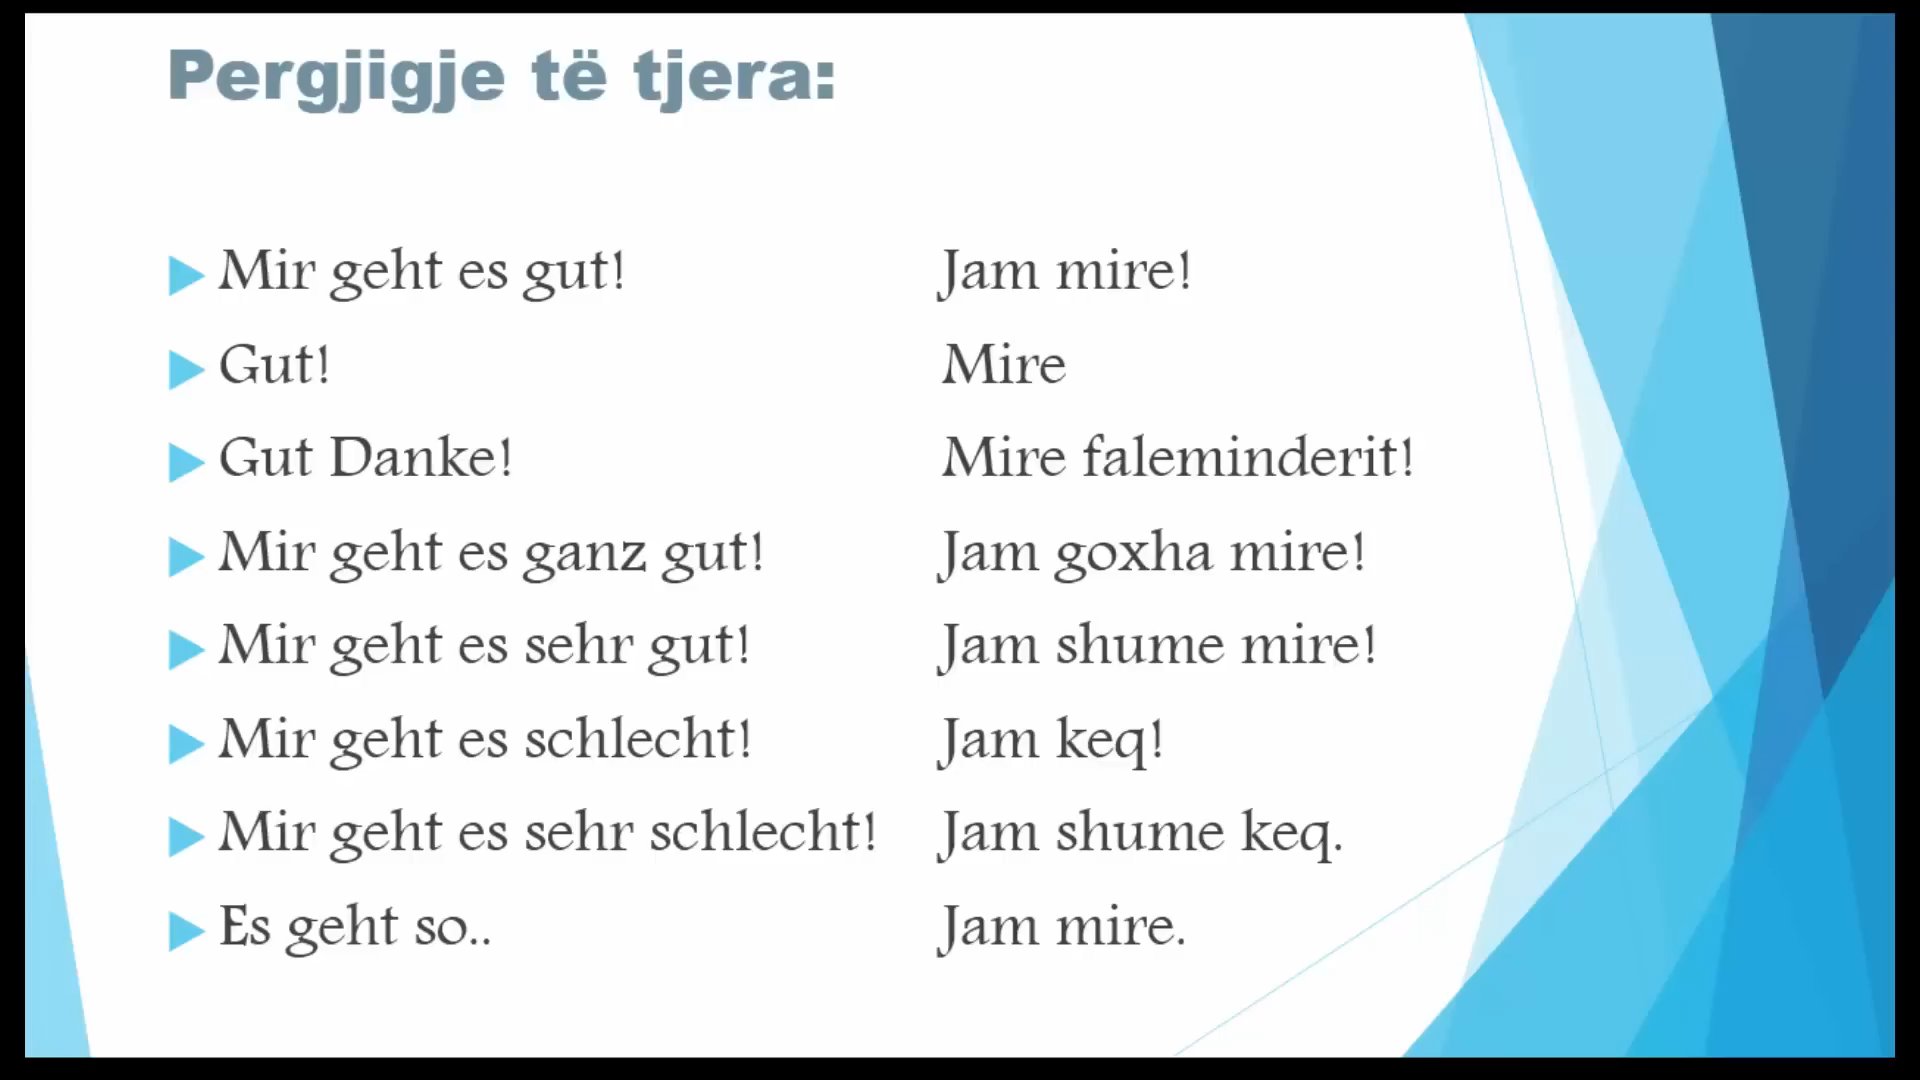 Pergjigje të tjera:
Mir geht es gut! Jam mire!
Gut! Mire
Gut Danke! Mire faleminderit!
Mir geht es ganz gut! Jam goxha mire!
Mir geht es sehr gut! Jam shume mire!
Mir geht es schlecht! Jam keq!
Mir geht es sehr schlecht! Jam shume keq.
Es geht so.. Jam mire.